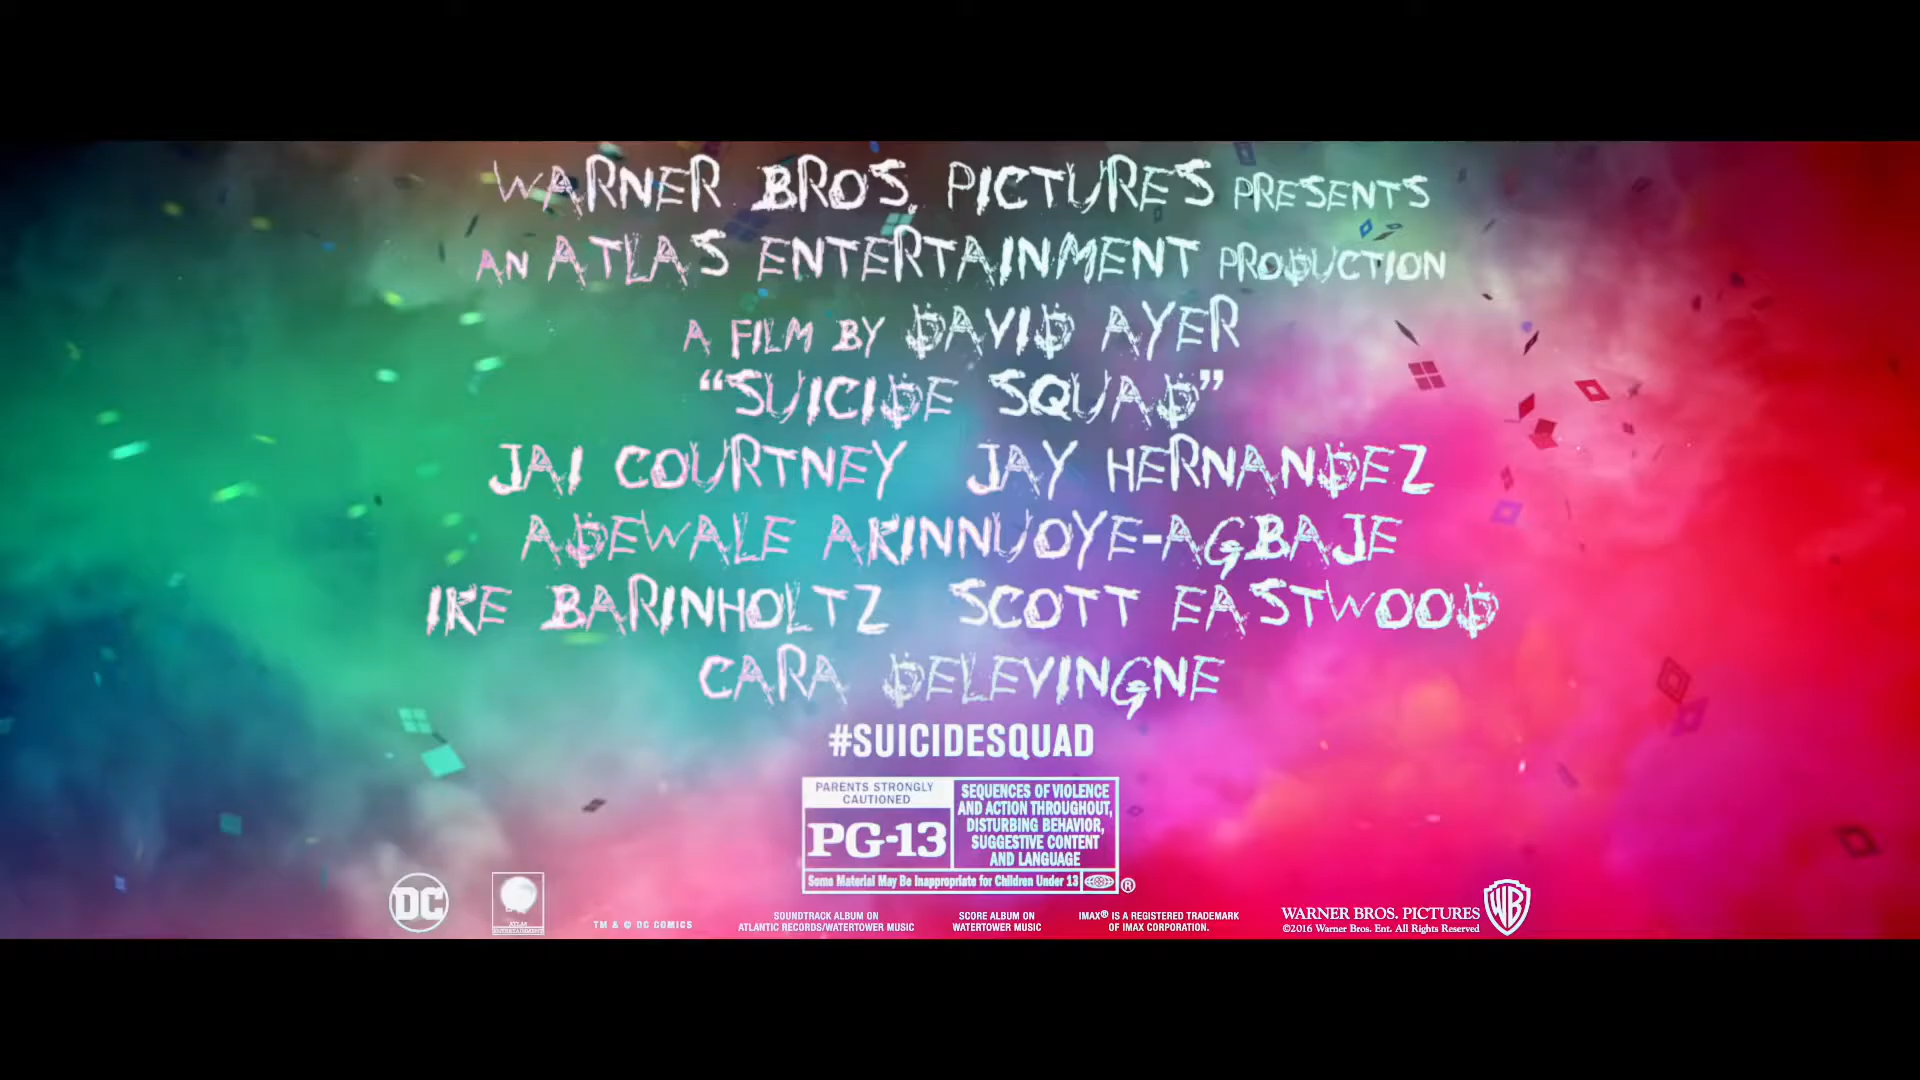 WARNER BROS. PICTURES PRESENTS
AN ATLAS ENTERTAINMENT PRODUCTION
A FILM BY DAVID AYER
“SUICIDE SQUAD”
JAI COURTNEY JAY HERNANDEZ
ADEWALE AKINNUOYE-AGBAJE
IKE BARINHOLTZ SCOTT EASTWOOD
CARA DELEVINGNE
#SUICIDESQUAD
PARENTS STRONGLY
CAUTIONED
PG-13
SEQUENCES OF VIOLENCE
AND ACTION THROUGHOUT,
DISTURBING BEHAVIOR,
SUGGESTIVE CONTENT
AND LANGUAGE
Some Material May Be Inappropriate for Children Under 13
®
DC
ATLAS
ENTERTAINMENT
TM & © DC COMICS
SOUNDTRACK ALBUM ON
ATLANTIC RECORDS/WATERTOWER MUSIC
SCORE ALBUM ON
WATERTOWER MUSIC
IMAX® IS A REGISTERED TRADEMARK
OF IMAX CORPORATION.
WARNER BROS. PICTURES
©2016 Warner Bros. Ent. All Rights Reserved
WB